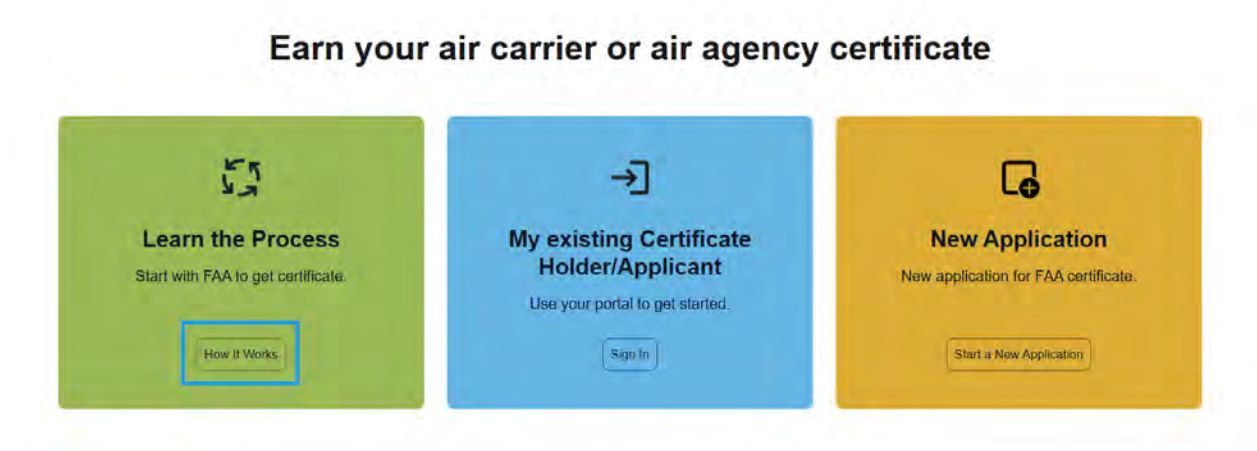 Earn your air carrier or air agency certificate
Learn the Process
Start with FAA to get certificate.
How It Works
My existing Certificate
Holder/Applicant
Use your portal to get started.
Sign In
New Application
New application for FAA certificate.
Start a New Application